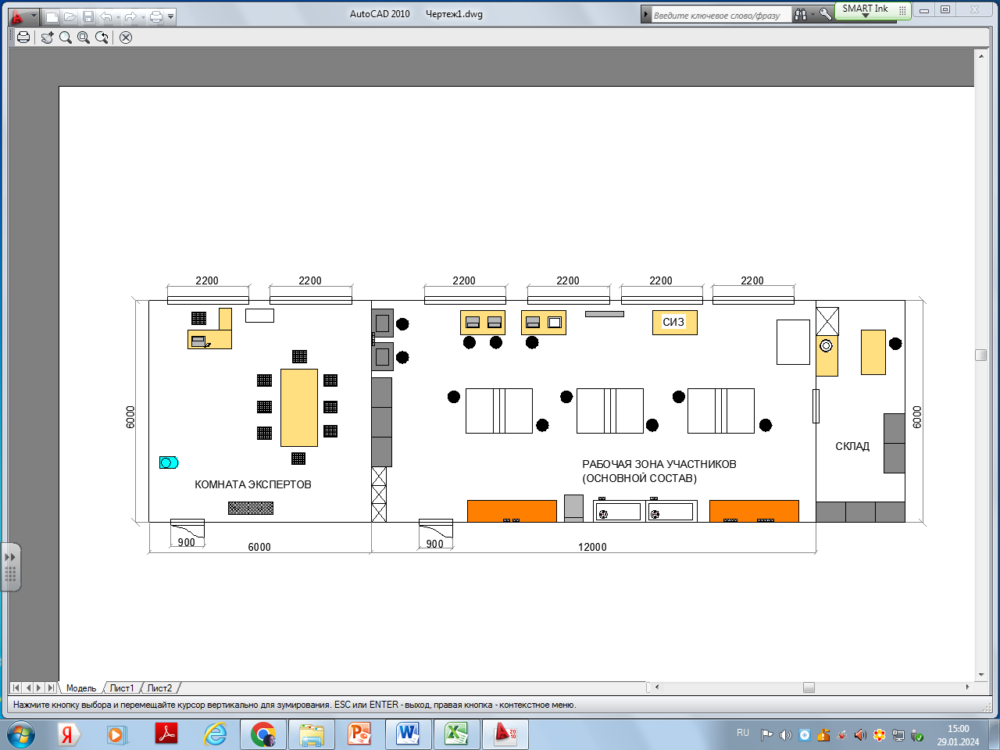 AutoCAD 2010 Чертеж1.dwg
Введите ключевое слово/фразу
SMART Ink
2200 2200 2200 2200 2200 2200
СИЗ
6000
6000
СКЛАД
РАБОЧАЯ ЗОНА УЧАСТНИКОВ
(ОСНОВНОЙ СОСТАВ)
КОМНАТА ЭКСПЕРТОВ
900 900
6000 12000
Модель Лист1 Лист2
Нажмите кнопку выбора и перемещайте курсор вертикально для зумирования. ESC или ENTER - выход, правая кнопка - контекстное меню.
RU
15:00
29.01.2024